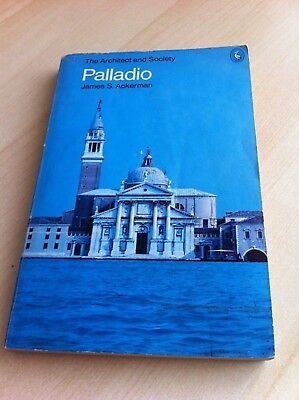 The Architect and Society
Palladio
James S. Ackerman